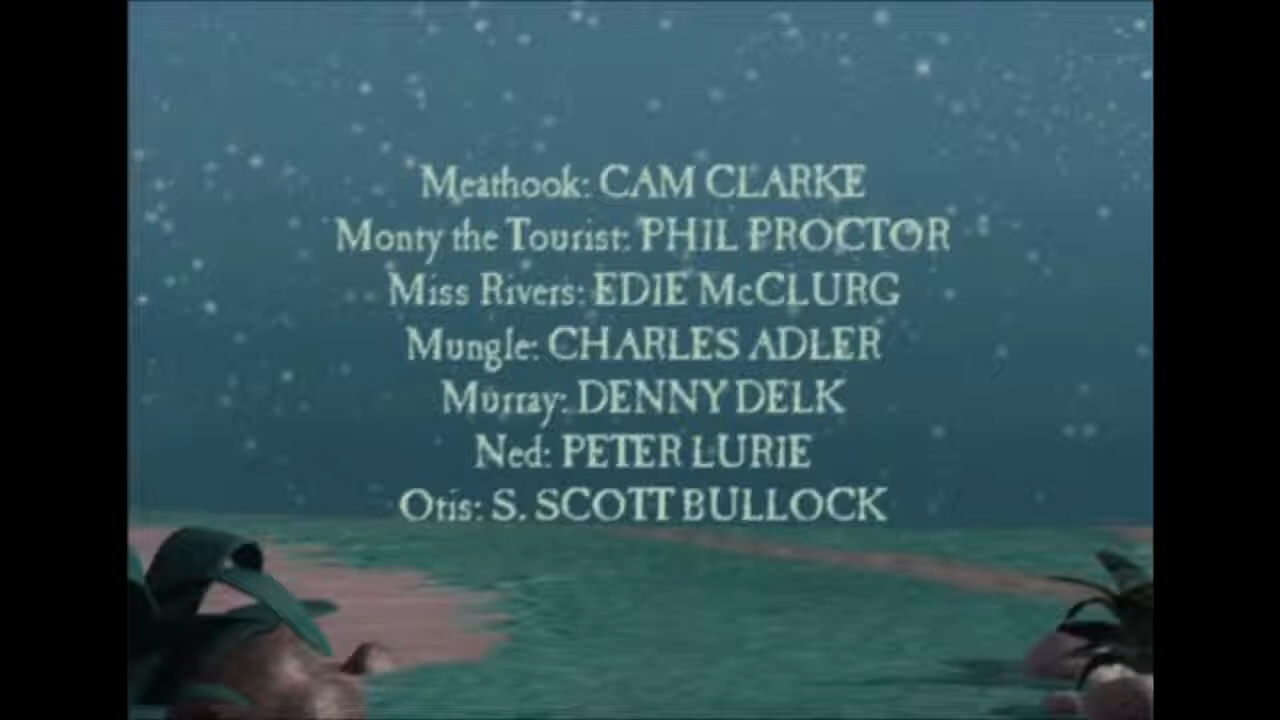 Meathook: CAM CLARKE
Monty the Tourist: PHIL PROCTOR
Miss Rivers: EDIE McCLURG
Mungle: CHARLES ADLER
Murray: DENNY DELK
Ned: PETER LURIE
Otis: S. SCOTT BULLOCK